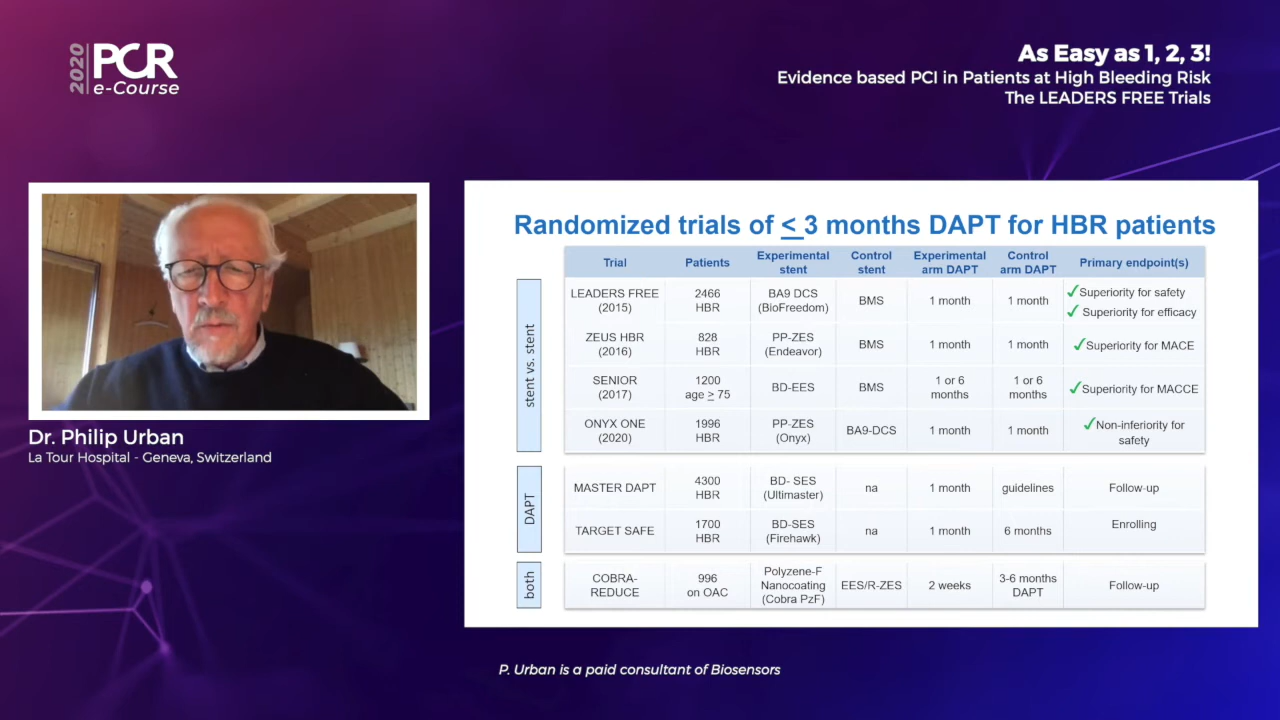 2020
PCR
e-Course
As Easy as 1, 2, 3!
Evidence based PCI in Patients at High Bleeding Risk
The LEADERS FREE Trials
Dr. Philip Urban
La Tour Hospital - Geneva, Switzerland
Randomized trials of < 3 months DAPT for HBR patients
Trial Patients Experimental stent Control stent Experimental arm DAPT Control arm DAPT Primary endpoint(s)
stent vs. stent
LEADERS FREE (2015) 2466 HBR BA9 DCS (BioFreedom) BMS 1 month 1 month ✓Superiority for safety ✓ Superiority for efficacy
ZEUS HBR (2016) 828 HBR PP-ZES (Endeavor) BMS 1 month 1 month ✓Superiority for MACE
SENIOR (2017) 1200 age > 75 BD-EES BMS 1 or 6 months 1 or 6 months ✓Superiority for MACCE
ONYX ONE (2020) 1996 HBR PP-ZES (Onyx) BA9-DCS 1 month 1 month ✓Non-inferiority for safety
DAPT
MASTER DAPT 4300 HBR BD- SES (Ultimaster) na 1 month guidelines Follow-up
TARGET SAFE 1700 HBR BD-SES (Firehawk) na 1 month 6 months Enrolling
both
COBRA-REDUCE 996 on OAC Polyzene-F Nanocoating (Cobra PzF) EES/R-ZES 2 weeks 3-6 months DAPT Follow-up
P. Urban is a paid consultant of Biosensors